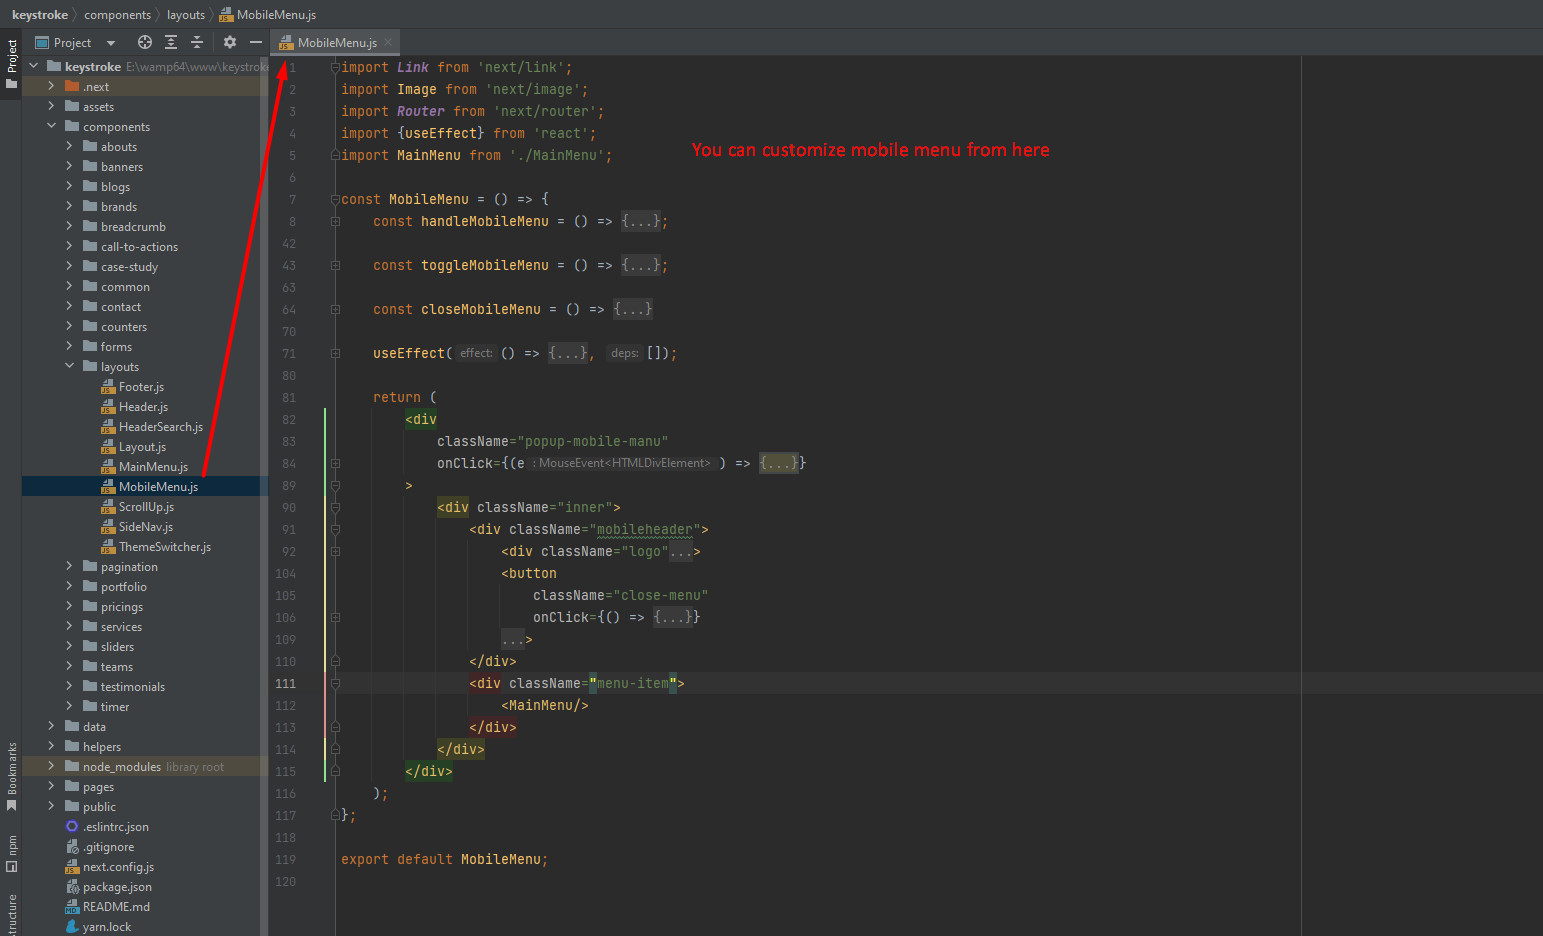 keystroke components layouts MobileMenu.js
Project MobileMenu.js
Project
keystroke E:\wamp64\www\keystroke
.next
assets
components
abouts
banners
blogs
brands
breadcrumb
call-to-actions
case-study
common
contact
counters
forms
layouts
Footer.js
Header.js
HeaderSearch.js
Layout.js
MainMenu.js
MobileMenu.js
ScrollUp.js
SideNav.js
ThemeSwitcher.js
pagination
portfolio
pricings
services
sliders
teams
testimonials
timer
data
helpers
node_modules library root
pages
public
.eslintrc.json
.gitignore
next.config.js
package.json
README.md
yarn.lock
Bookmarks
npm
1 import Link from 'next/link';
2 import Image from 'next/image';
3 import Router from 'next/router';
4 import {useEffect} from 'react';
5 import MainMenu from './MainMenu';
You can customize mobile menu from here
6
7 const MobileMenu = () => {
8 const handleMobileMenu = () => {...};
42
43 const toggleMobileMenu = () => {...};
63
64 const closeMobileMenu = () => {...}
70
71 useEffect( effect: () => {...}, deps: []);
80
81 return (
82 <div
83 className="popup-mobile-manu"
84 onClick={(e : MouseEvent<HTMLDivElement> ) => {...}}
89 >
90 <div className="inner">
91 <div className="mobileheader">
92 <div className="logo"...>
104 <button
105 className="close-menu"
106 onClick={() => {...}}
109 ...>
110 </div>
111 <div className="menu-item">
112 <MainMenu/>
113 </div>
114 </div>
115 </div>
116 );
117 };
118
119 export default MobileMenu;
120